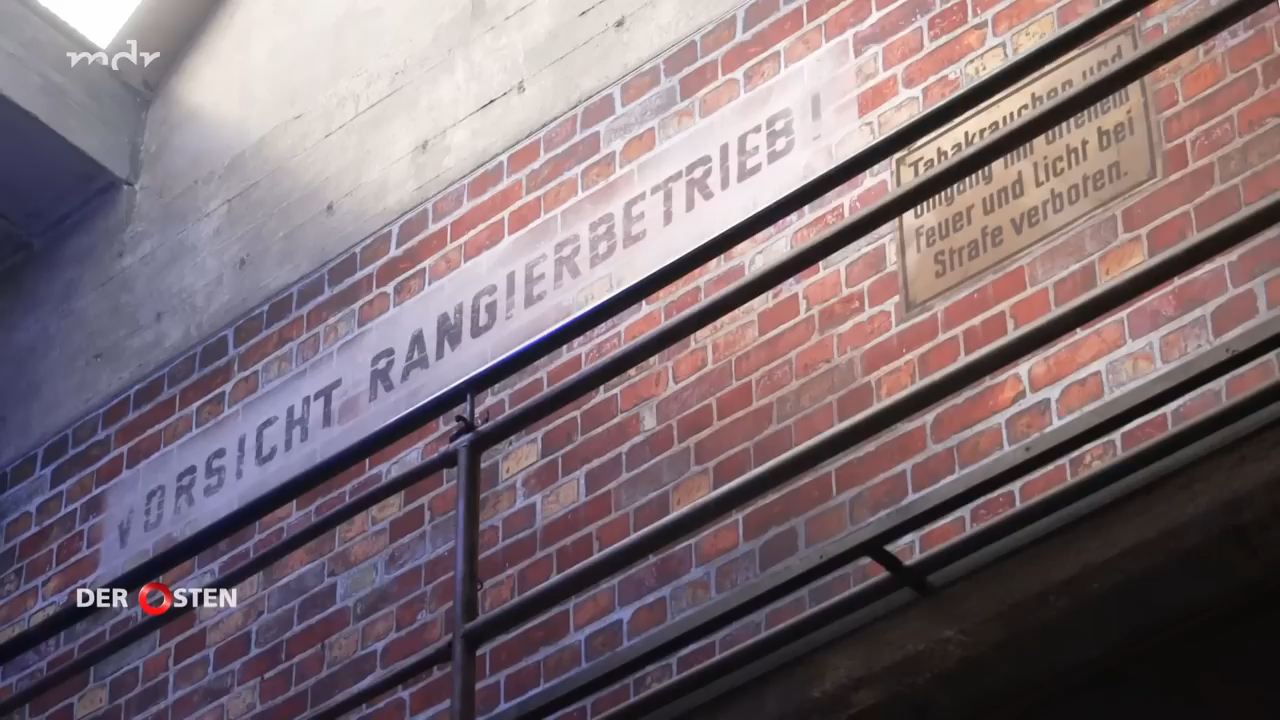 mdr
VORSICHT RANGIERBETRIEB!
Tabakrauchen und
Umgang mit offenem
Feuer und Licht bei
Strafe verboten.
DER OSTEN